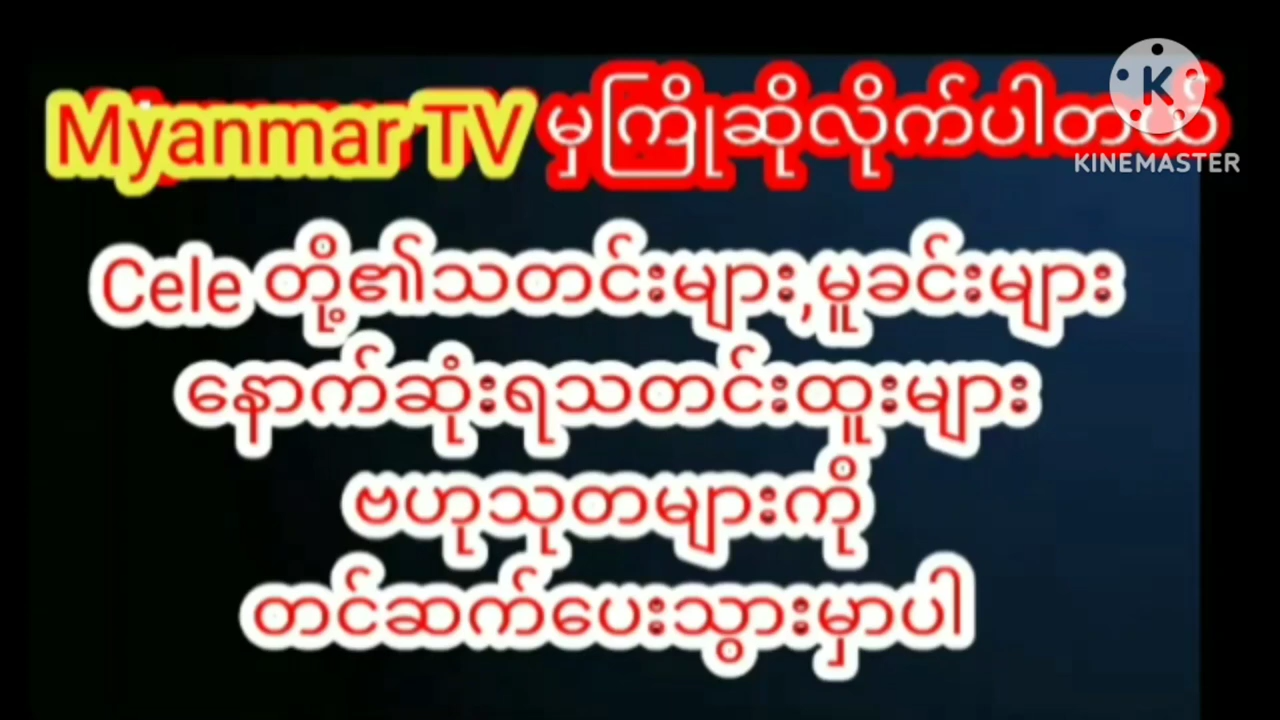 Myanmar TV မှကြိုဆိုလိုက်ပါတယ်
K
KINEMASTER
Cele တို့၏သတင်းများ,မူခင်းများ
နောက်ဆုံးရသတင်းထူးများ
ဗဟုသုတများကို
တင်ဆက်ပေးသွားမှာပါ